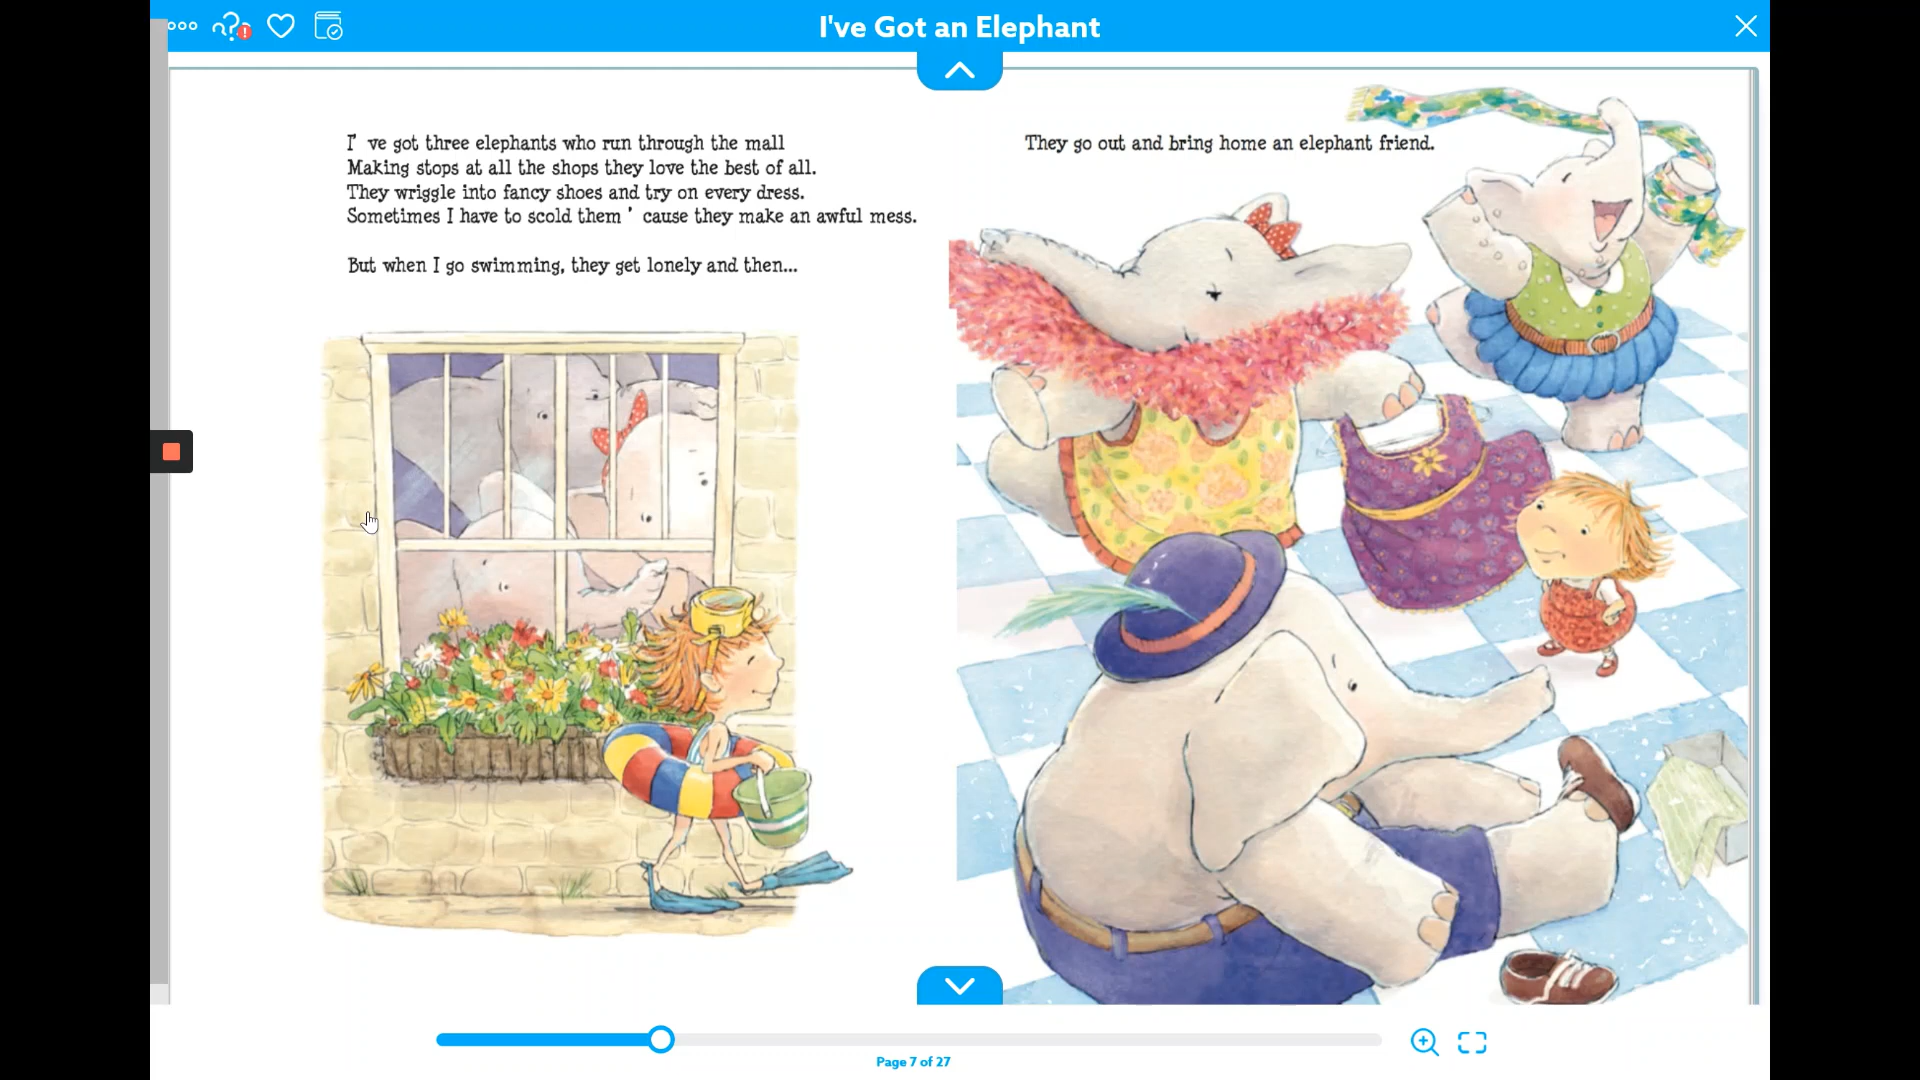 I've Got an Elephant
I' ve got three elephants who run through the mall
Making stops at all the shops they love the best of all.
They wriggle into fancy shoes and try on every dress.
Sometimes I have to scold them ' cause they make an awful mess.
But when I go swimming, they get lonely and then...
They go out and bring home an elephant friend.
Page 7 of 27